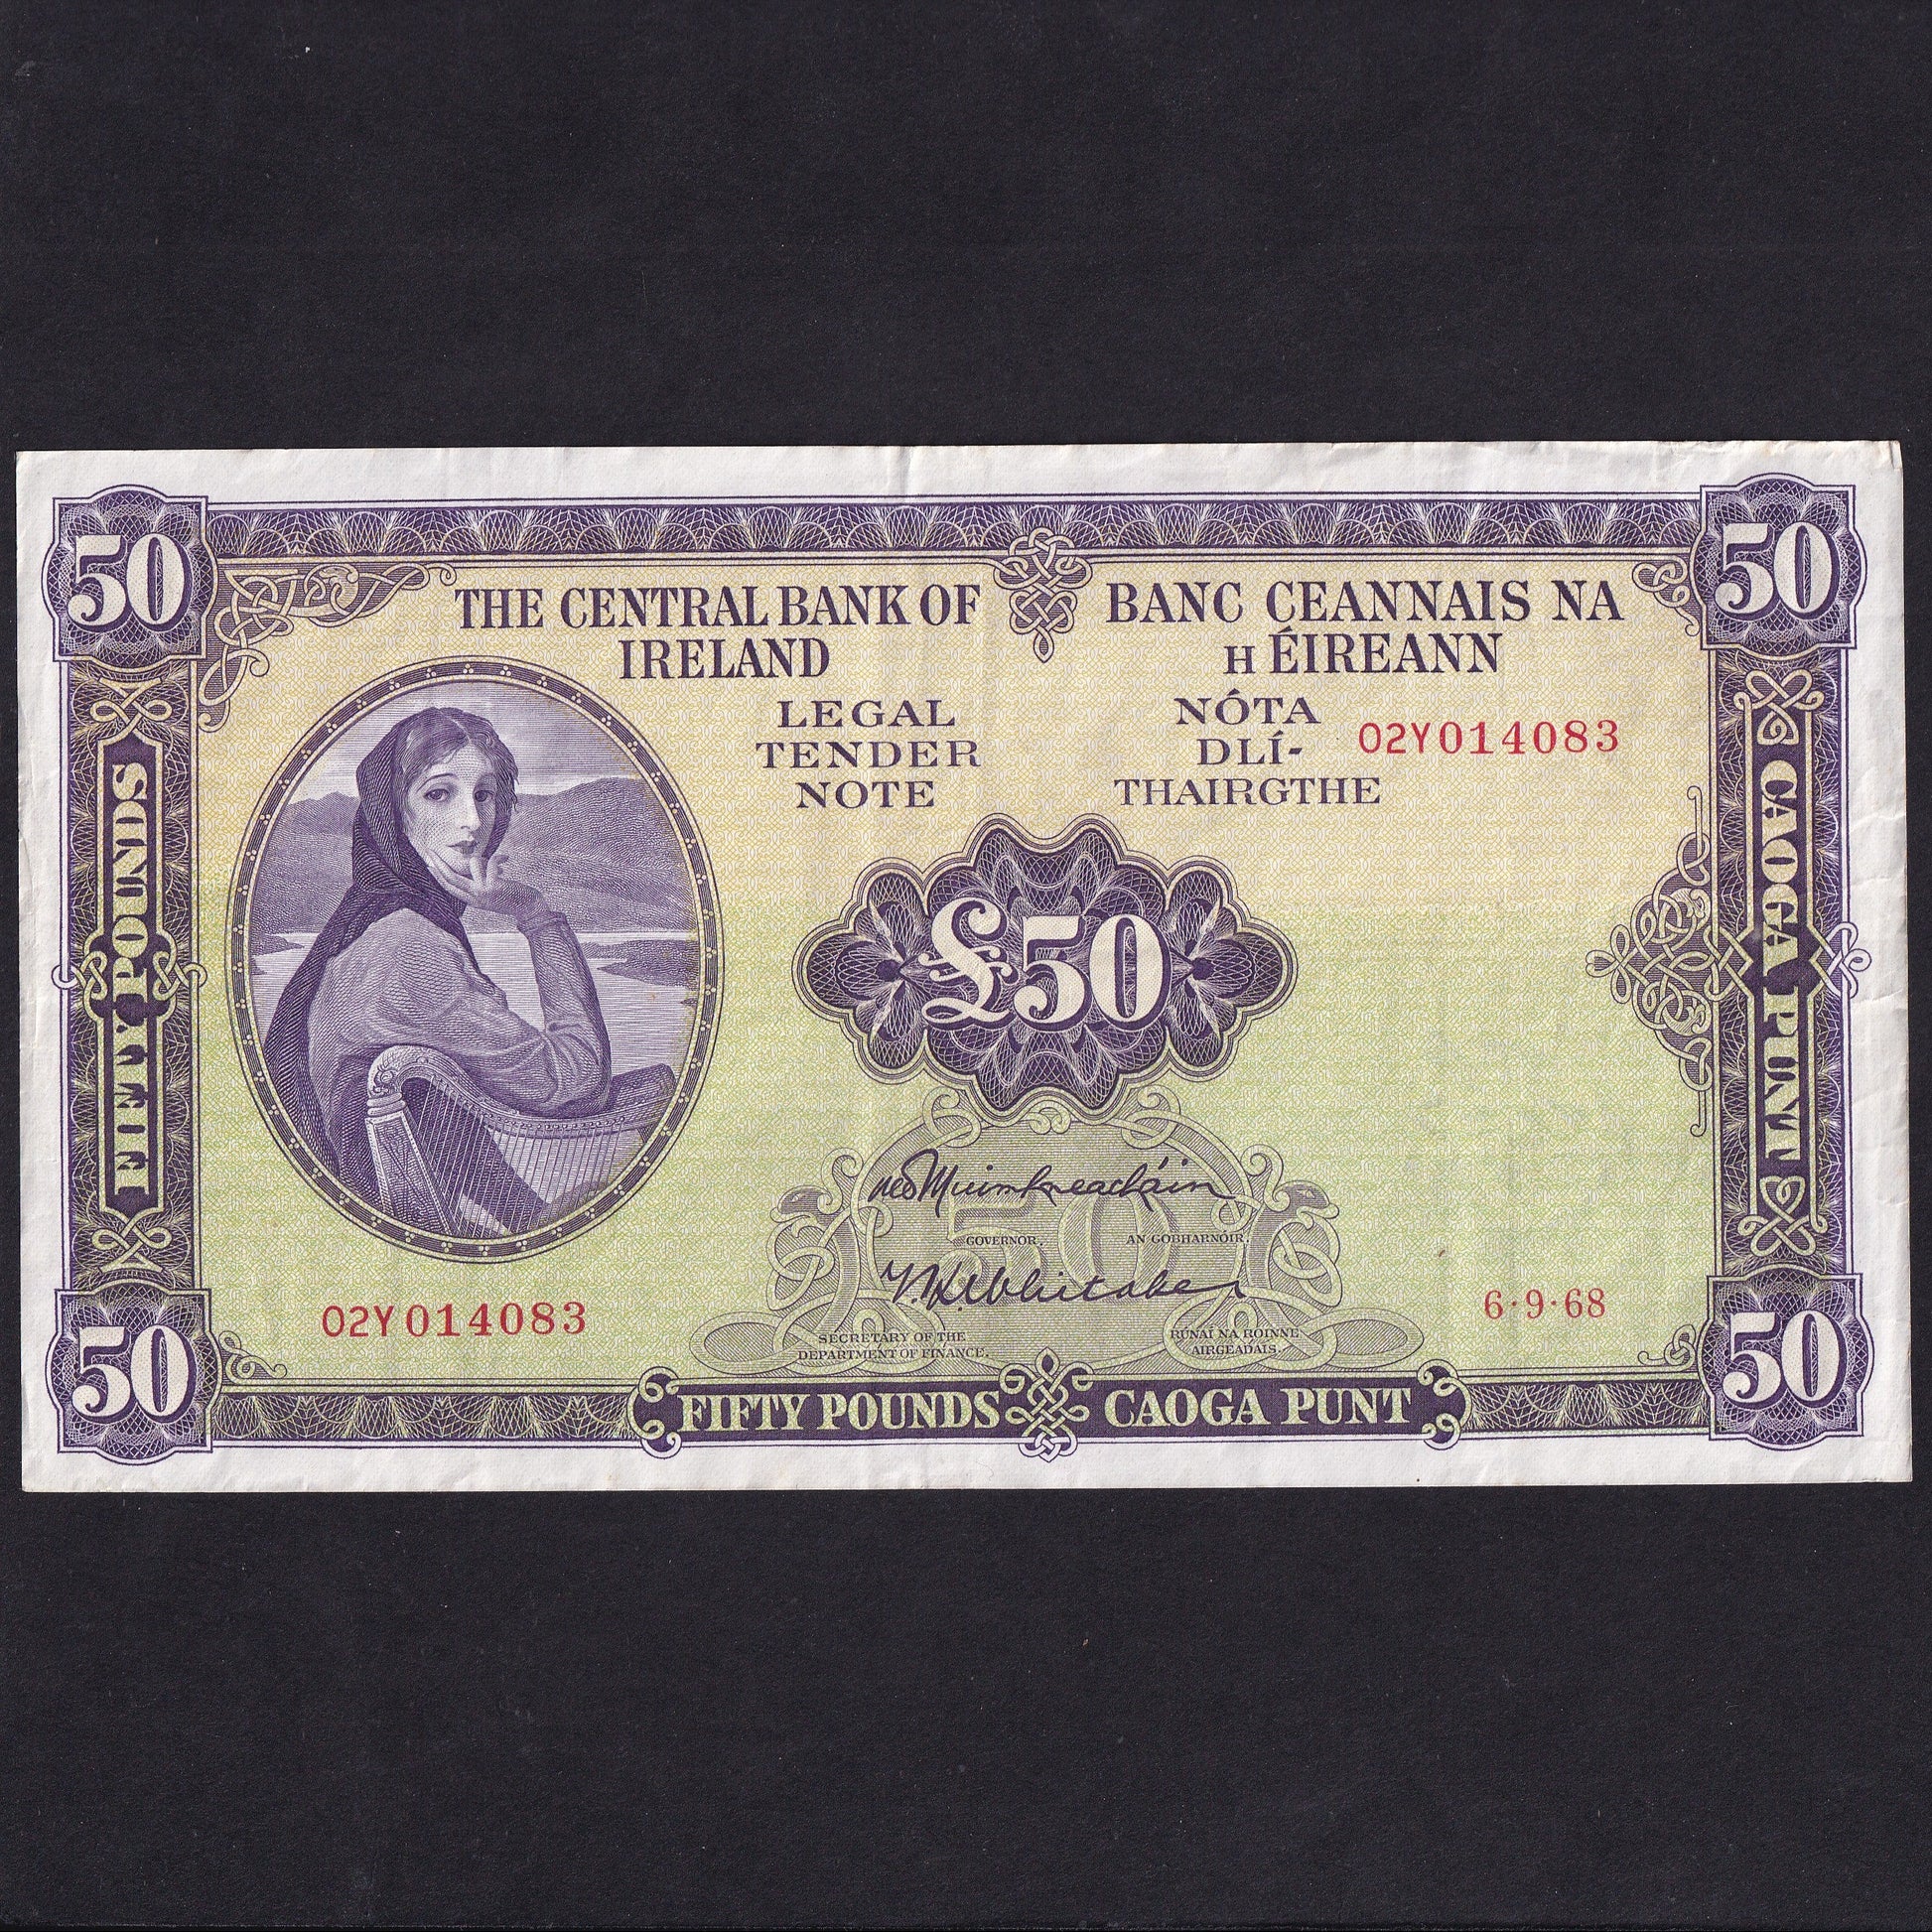 50
50
THE CENTRAL BANK OF
IRELAND
BANC CEANNAIS NA
H ÉIREANN
LEGAL
TENDER
NOTE
NÓTA
DLÍ-
THAIRGTHE
02Y014083
FIFTY POUNDS
CAOGA PUNT
£50
50
GOVERNOR.
AN GOBHARNÓIR.
T. K. Whitaker
SECRETARY OF THE
DEPARTMENT OF FINANCE.
RÚNAÍ NA ROINNE
AIRGEADAIS.
02Y014083
6·9·68
50
FIFTY POUNDS
CAOGA PUNT
50